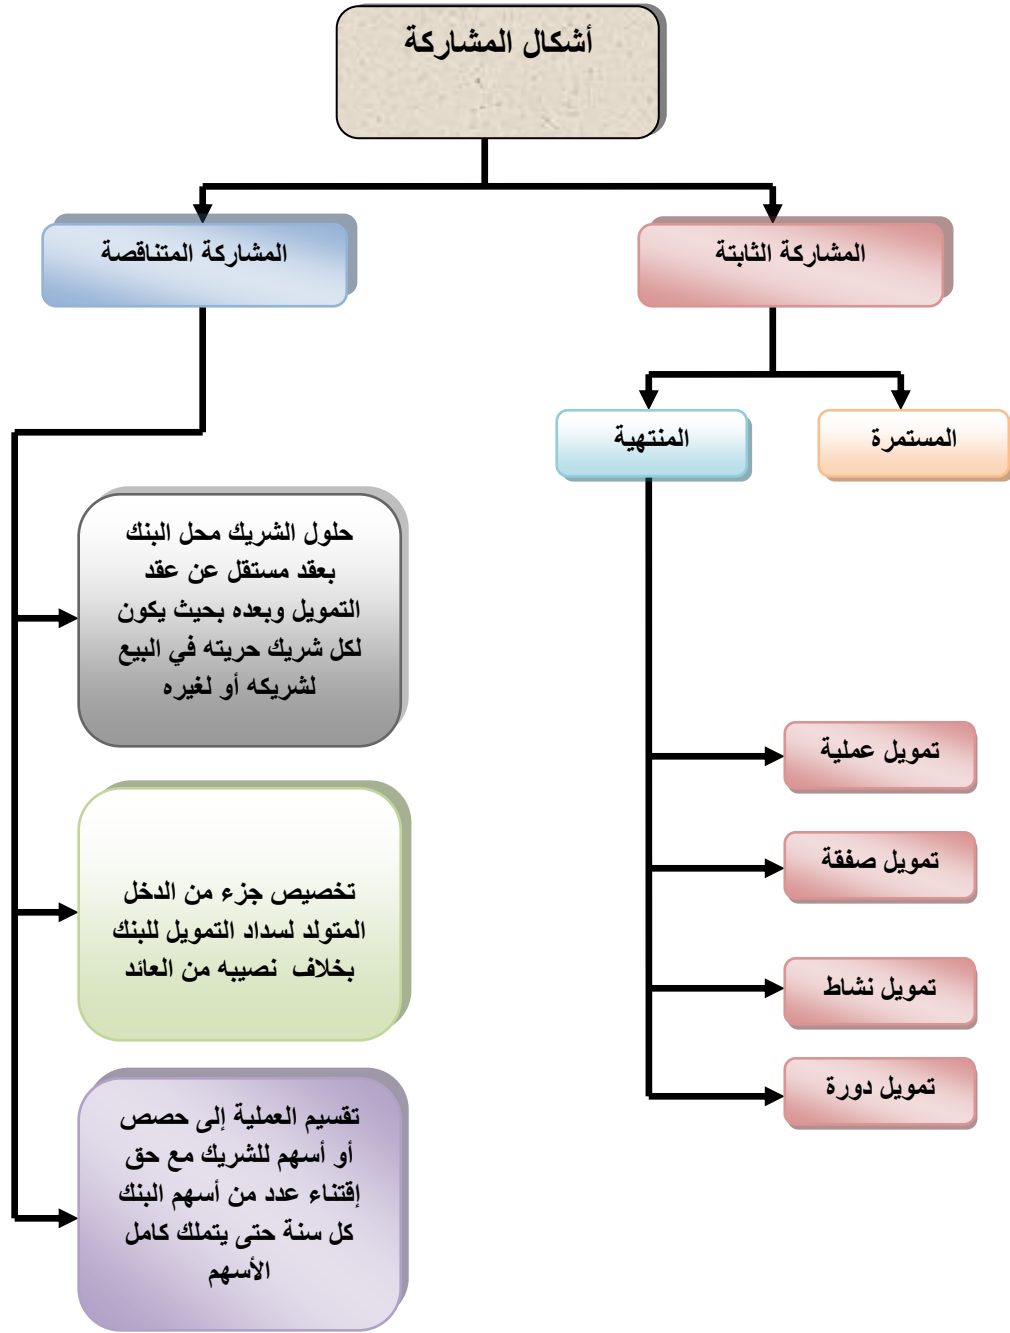 أشكال المشاركة
المشاركة الثابتة
المشاركة المتناقصة
المستمرة
المنتهية
تمويل عملية
تمويل صفقة
تمويل نشاط
تمويل دورة
حلول الشريك محل البنك
بعقد مستقل عن عقد
التمويل وبعده بحيث يكون
لكل شريك حريته في البيع
لشريكه أو لغيره
تخصيص جزء من الدخل
المتولد لسداد التمويل للبنك
بخلاف نصيبه من العائد
تقسيم العملية إلى حصص
أو أسهم للشريك مع حق
إقتناء عدد من أسهم البنك
كل سنة حتى يتملك كامل
الأسهم